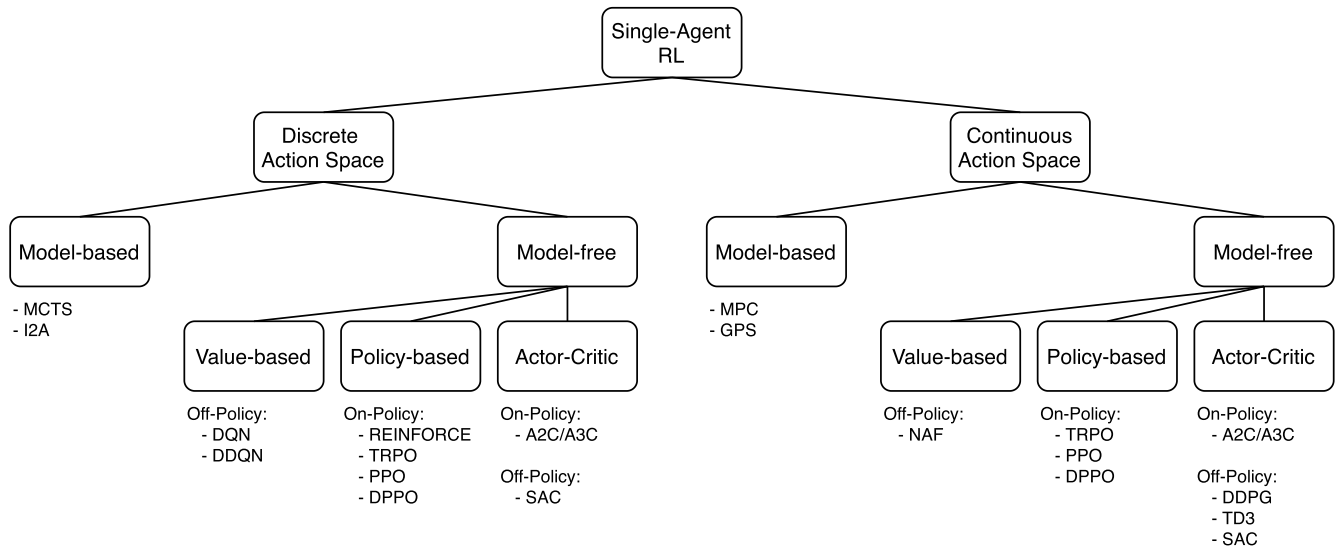 Single-Agent
RL
Discrete
Action Space
Continuous
Action Space
Model-based
- MCTS
- I2A
Model-free
Value-based
Off-Policy:
- DQN
- DDQN
Policy-based
On-Policy:
- REINFORCE
- TRPO
- PPO
- DPPO
Actor-Critic
On-Policy:
- A2C/A3C
Off-Policy:
- SAC
Model-based
- MPC
- GPS
Model-free
Value-based
Off-Policy:
- NAF
Policy-based
On-Policy:
- TRPO
- PPO
- DPPO
Actor-Critic
On-Policy:
- A2C/A3C
Off-Policy:
- DDPG
- TD3
- SAC